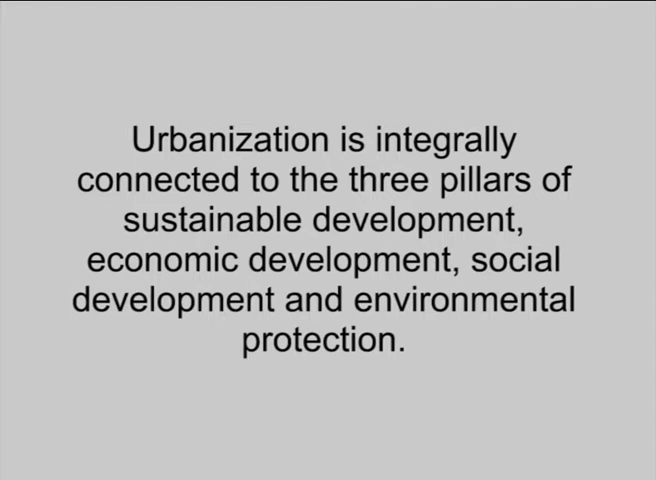 Urbanization is integrally
connected to the three pillars of
sustainable development,
economic development, social
development and environmental
protection.